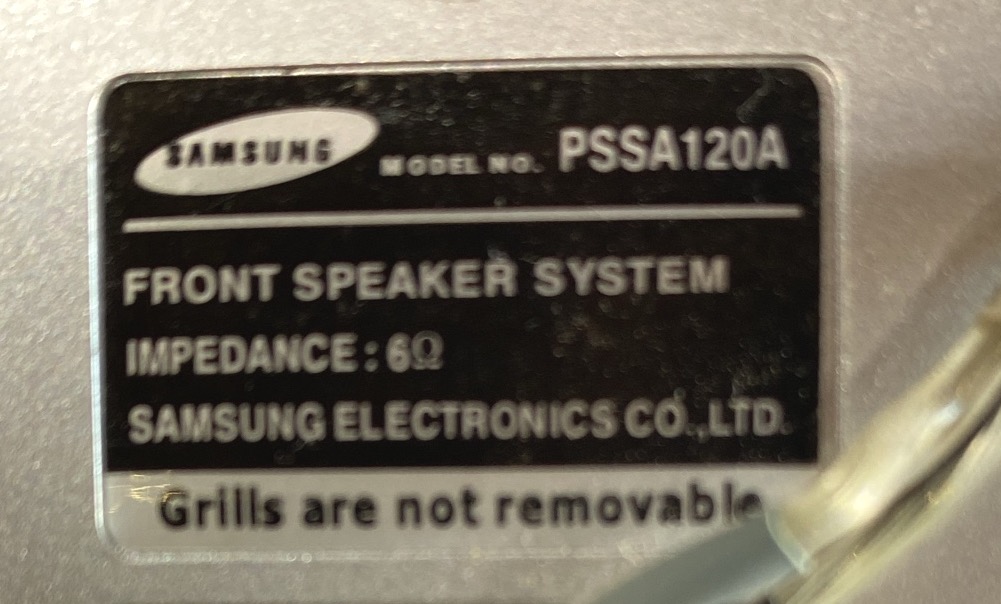 SAMSUNG MODEL NO. PSSA120A
FRONT SPEAKER SYSTEM
IMPEDANCE : 6Ω
SAMSUNG ELECTRONICS CO.,LTD.
Grills are not removable